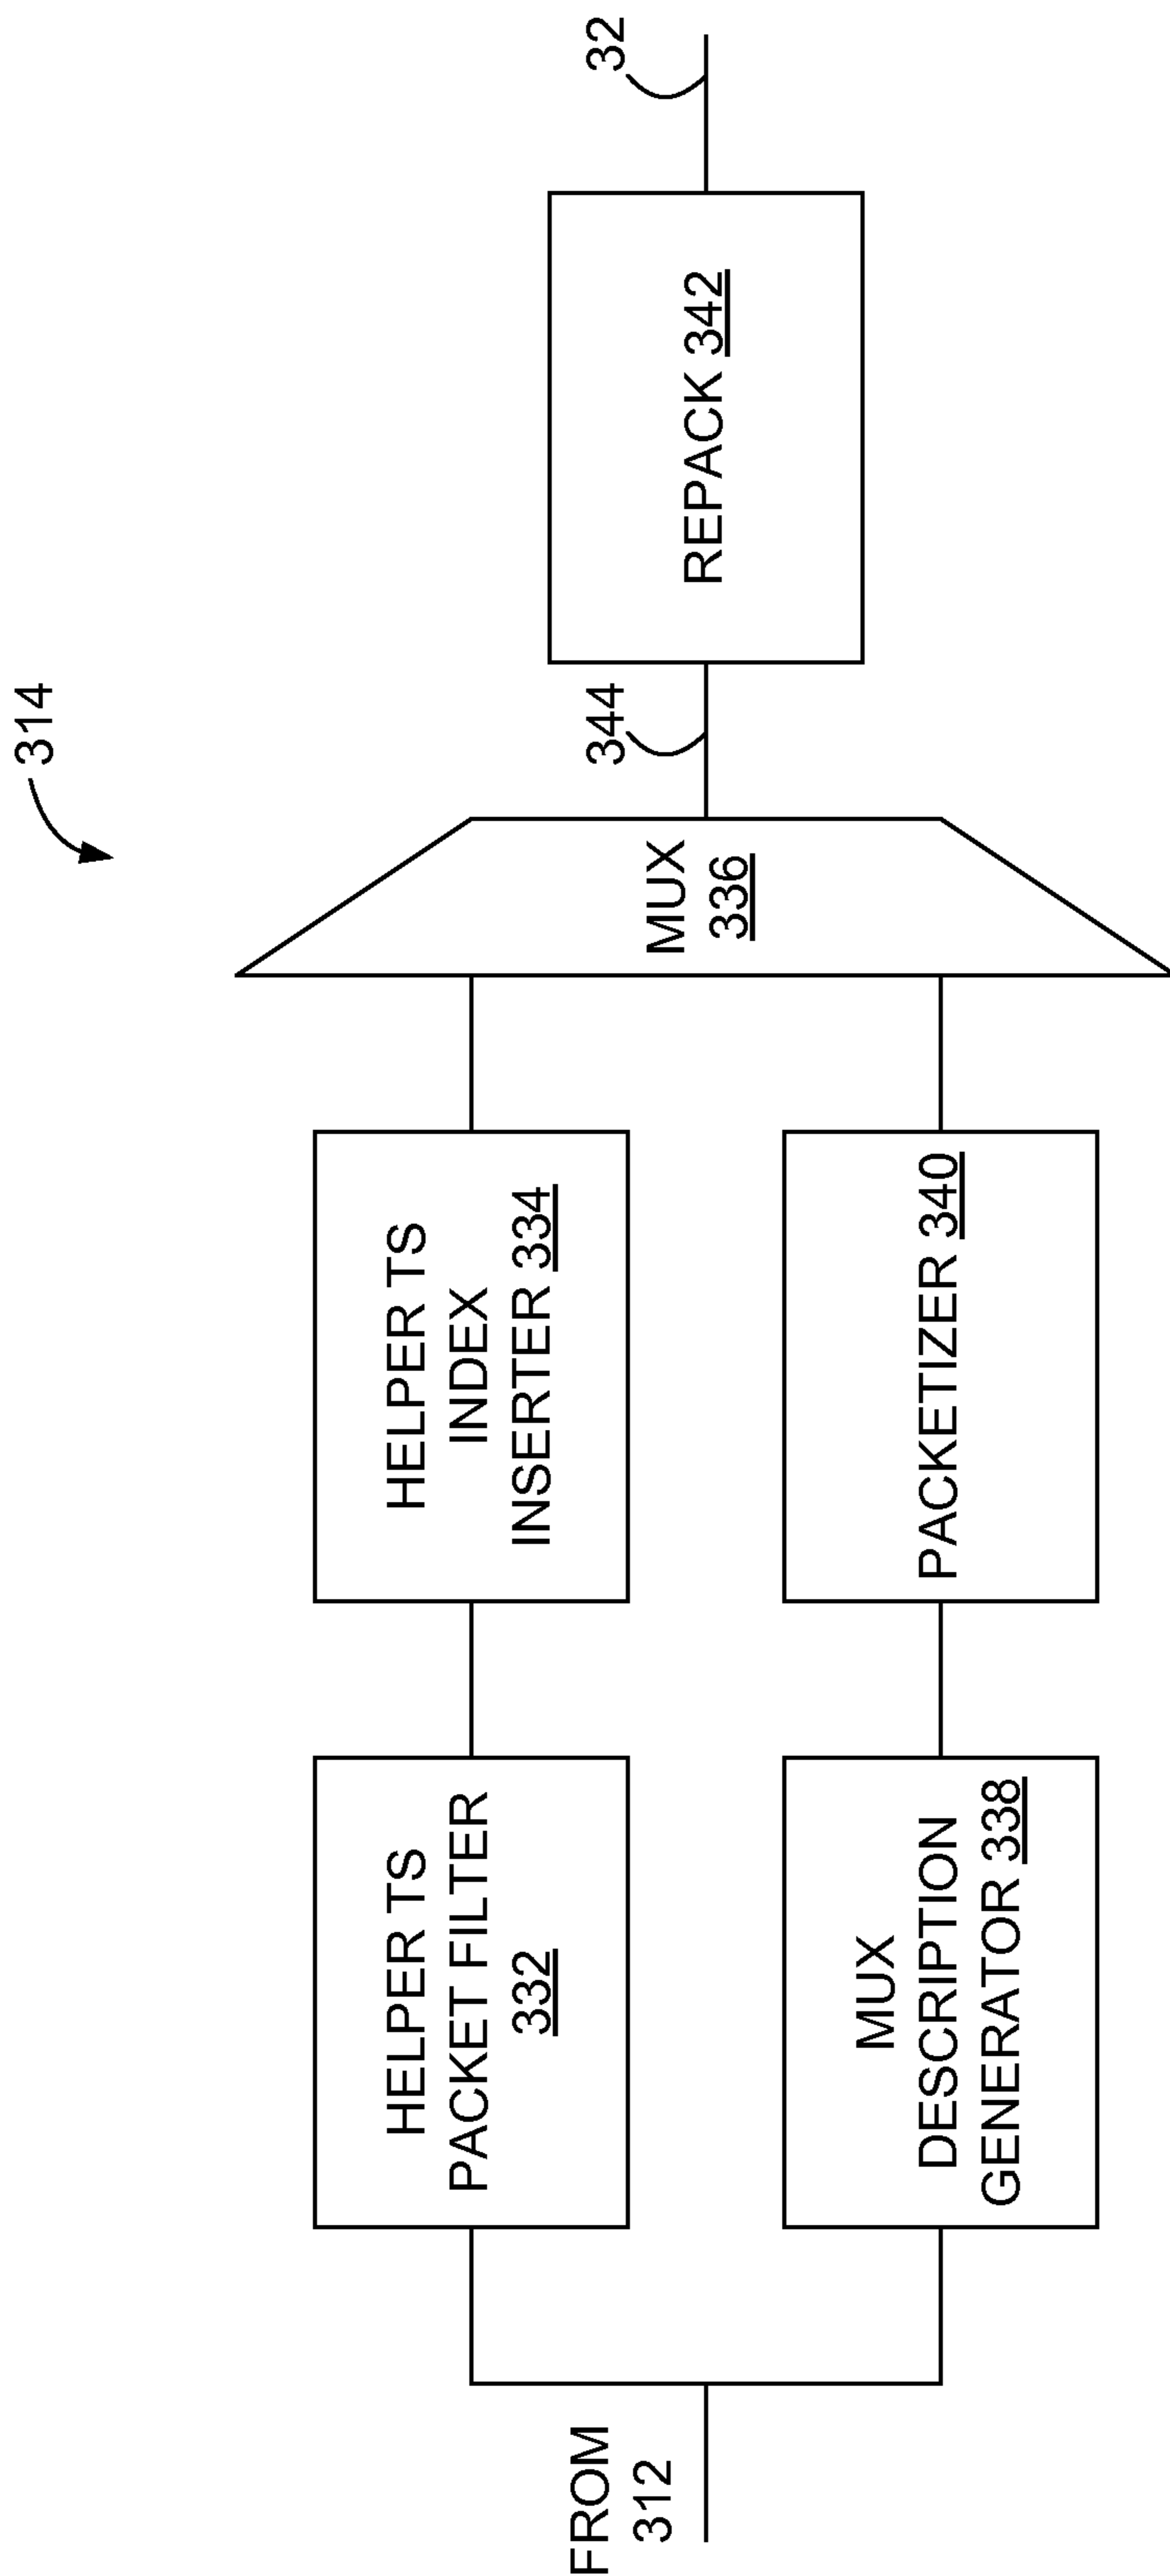 314
FROM
312
HELPER TS
PACKET FILTER
332
HELPER TS
INDEX
INSERTER 334
MUX
DESCRIPTION
GENERATOR 338
PACKETIZER 340
MUX
336
344
REPACK 342
32